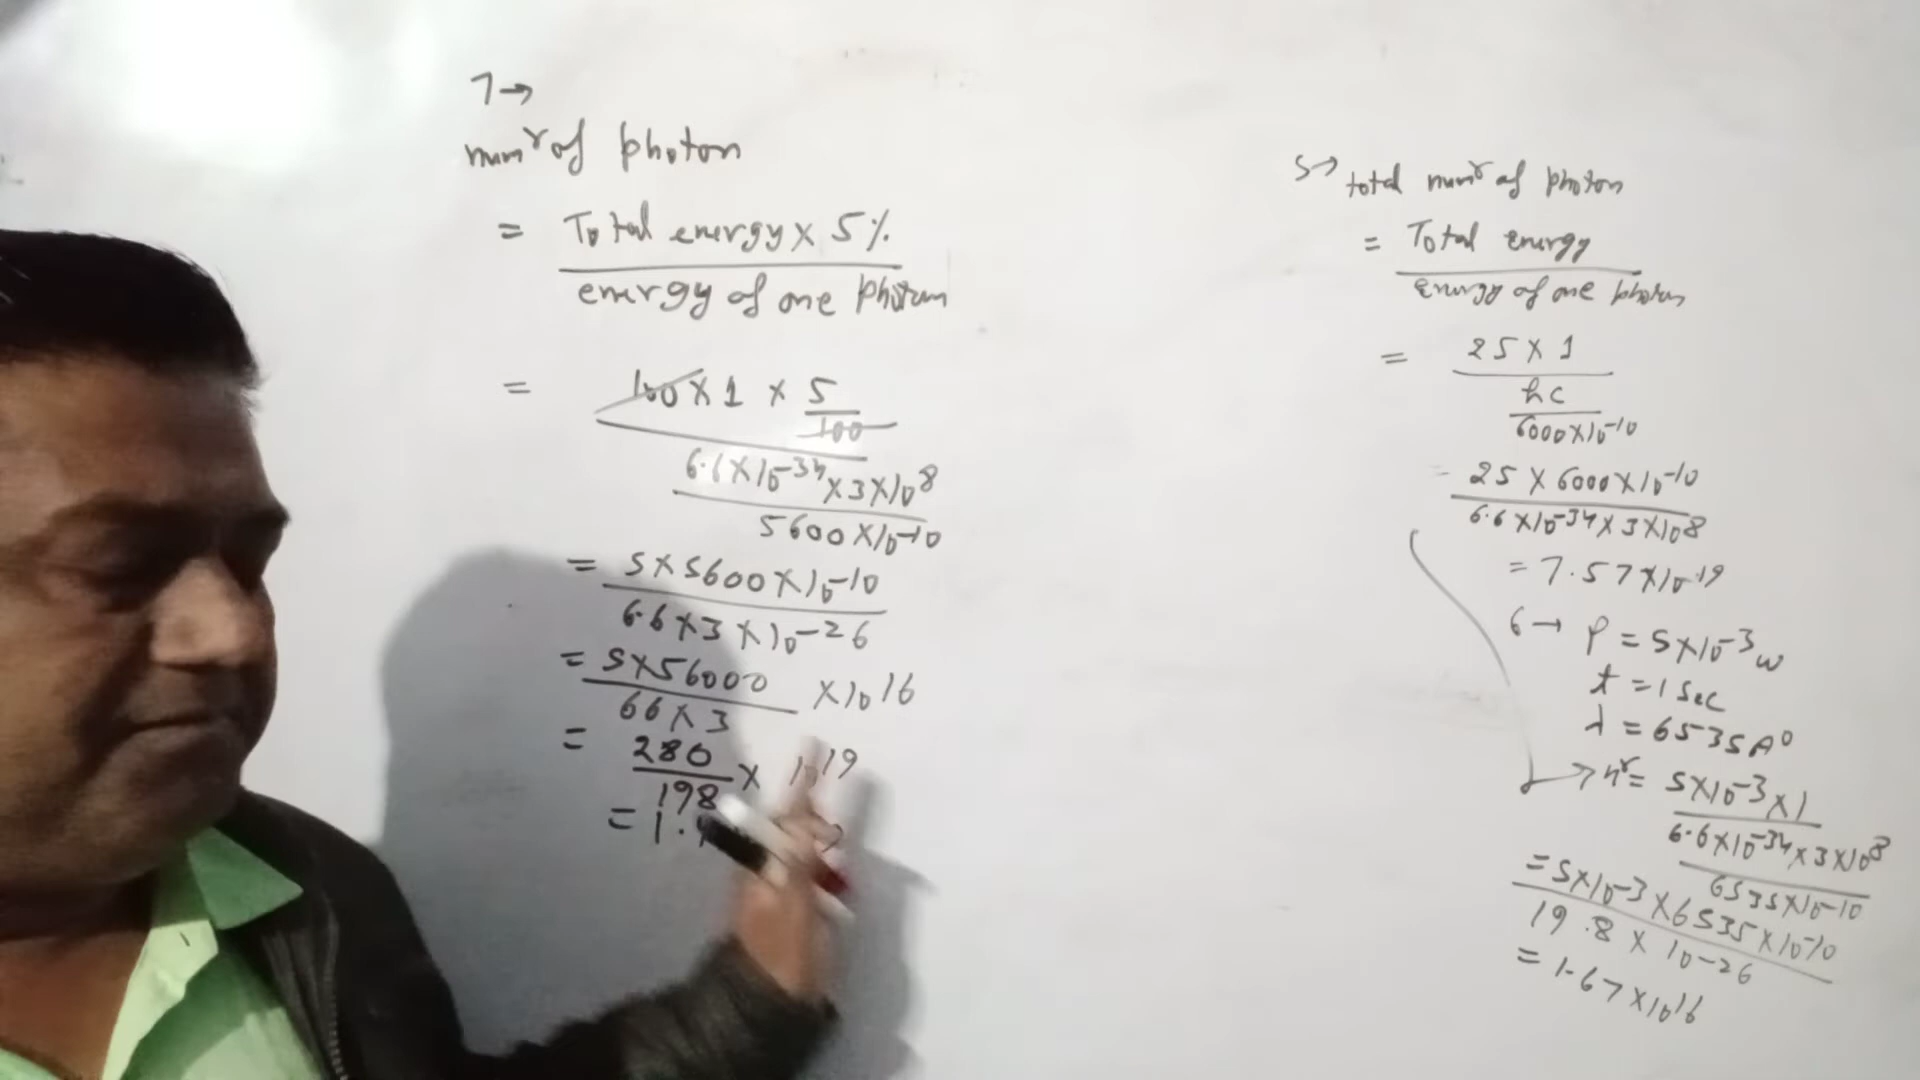 7→
numʳ of photon
= Total energy × 5%
energy of one photon
= 100 × 1 × 5
100
6.6×10⁻³⁴ × 3×10⁸
5600×10⁻¹⁰
= 5×5600×10⁻¹⁰
6.6×3×10⁻²⁶
= 5×56000 ×10¹⁶
66×3
= 280 × 10¹⁹
198
= 1.
5→ total numʳ of photon
= Total energy
energy of one photon
= 25×1
hc
6000×10⁻¹⁰
= 25×6000×10⁻¹⁰
6.6×10⁻³⁴×3×10⁸
= 7.57×10¹⁹
6→ P = 5×10⁻³w
t = 1 sec
λ = 6535A⁰
→ nʳ = 5×10⁻³×1
6.6×10⁻³⁴×3×10⁸
6535×10⁻¹⁰
= 5×10⁻³×6535×10⁻¹⁰
19.8×10⁻²⁶
= 1.67×10¹⁶